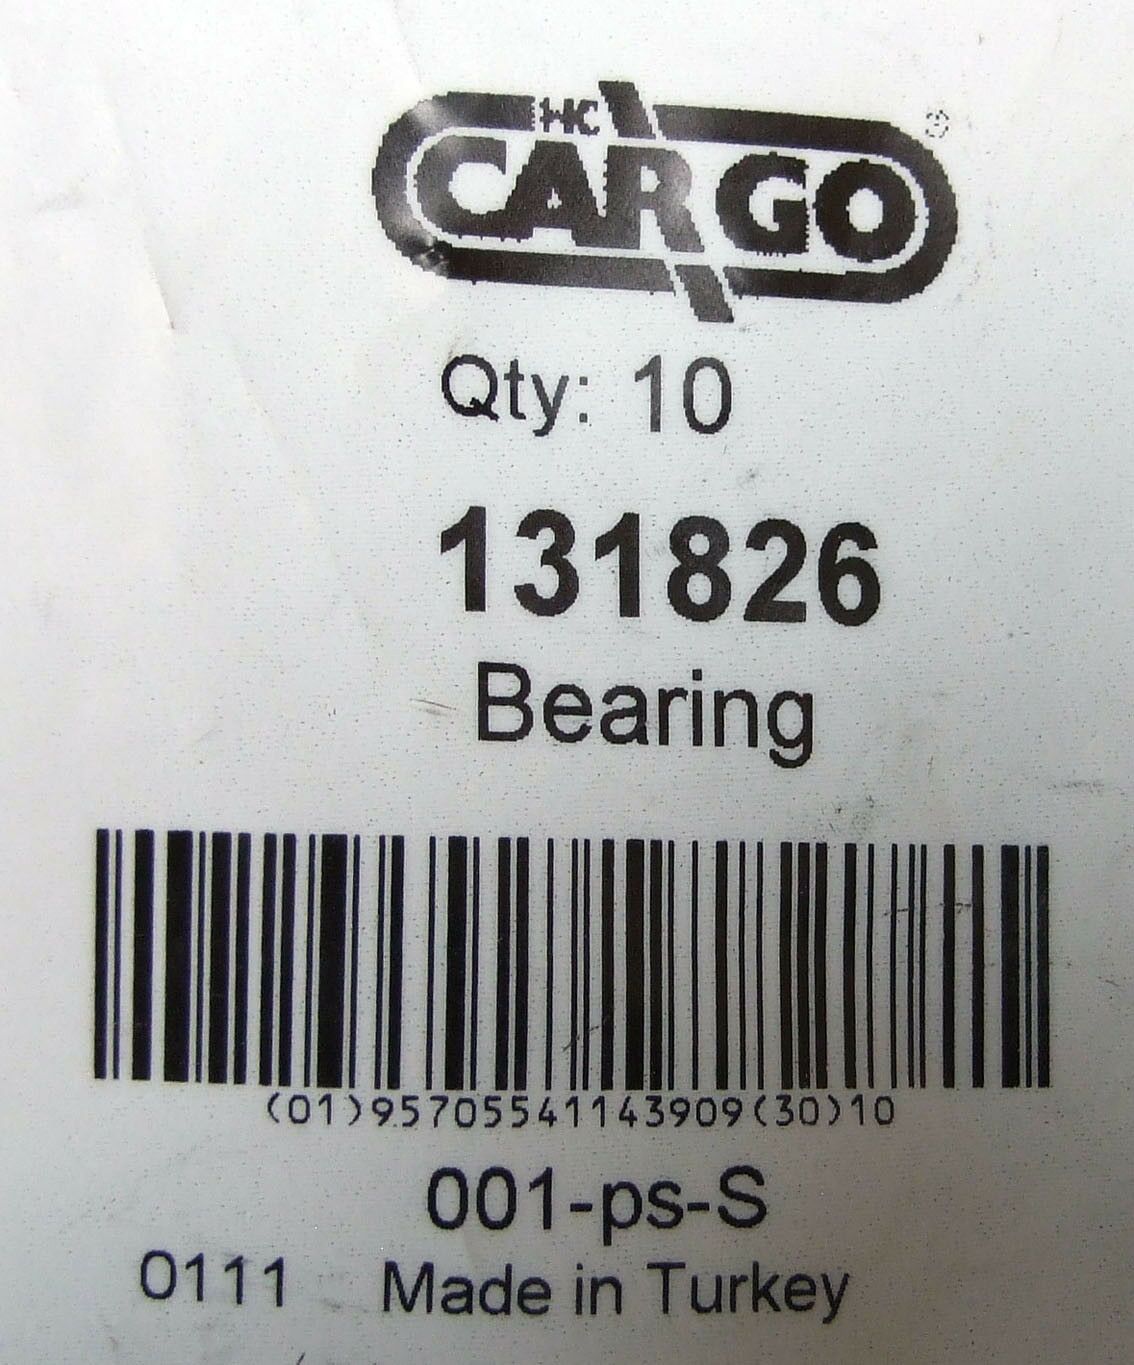 HC
CARGO®
Qty: 10
131826
Bearing
(01)95705541143909(30)10
001-ps-S
0111 Made in Turkey